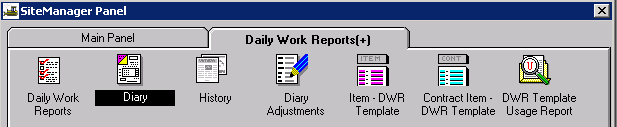 SiteManager Panel
Main Panel
Daily Work Reports(+)
ITEM
CONT
U
Daily Work
Reports
Diary
History
Diary
Adjustments
Item - DWR
Template
Contract Item -
DWR Template
DWR Template
Usage Report